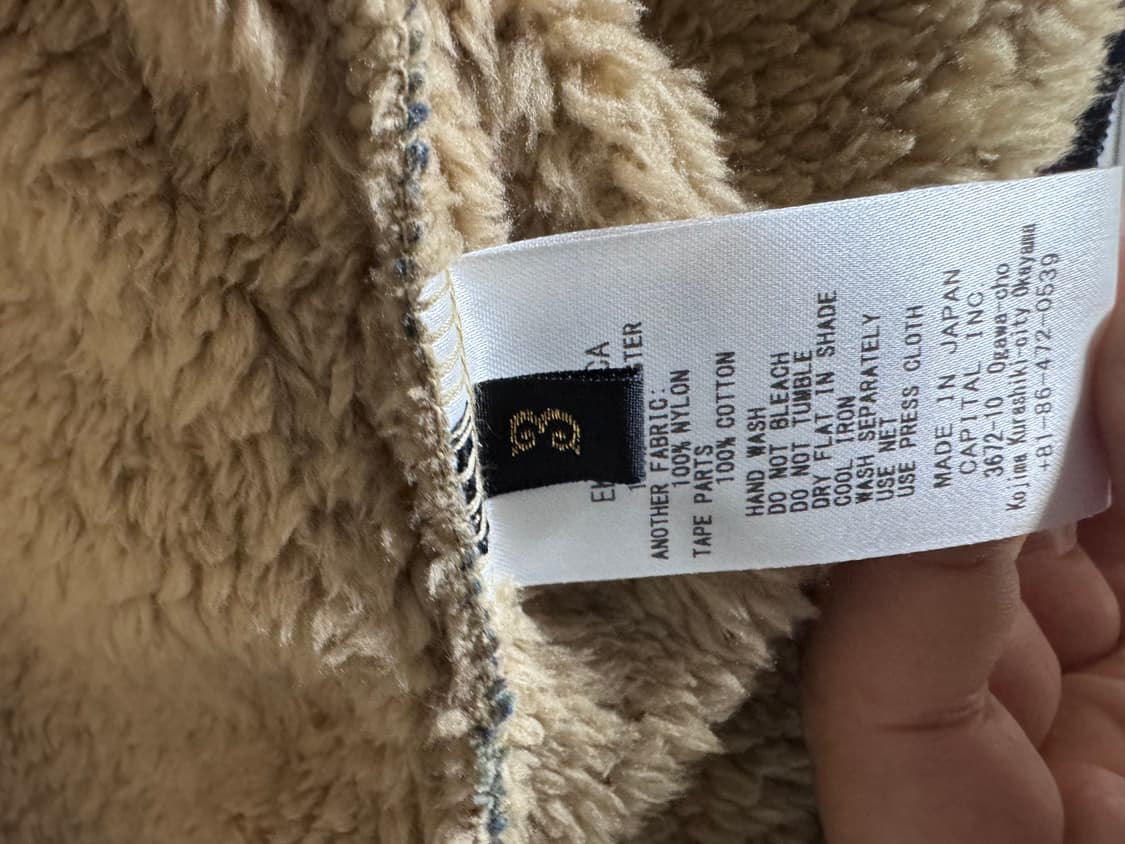 3
ANOTHER FABRIC:
100% NYLON
TAPE PARTS
100% COTTON
HAND WASH
DO NOT BLEACH
DO NOT TUMBLE
DRY FLAT IN SHADE
COOL IRON
WASH SEPARATELY
USE NET
USE PRESS CLOTH
MADE IN JAPAN
CAPITAL INC
3672-10 Ogawa-cho
Kojima Kurashiki-city Okayama
+81-86-472-0539